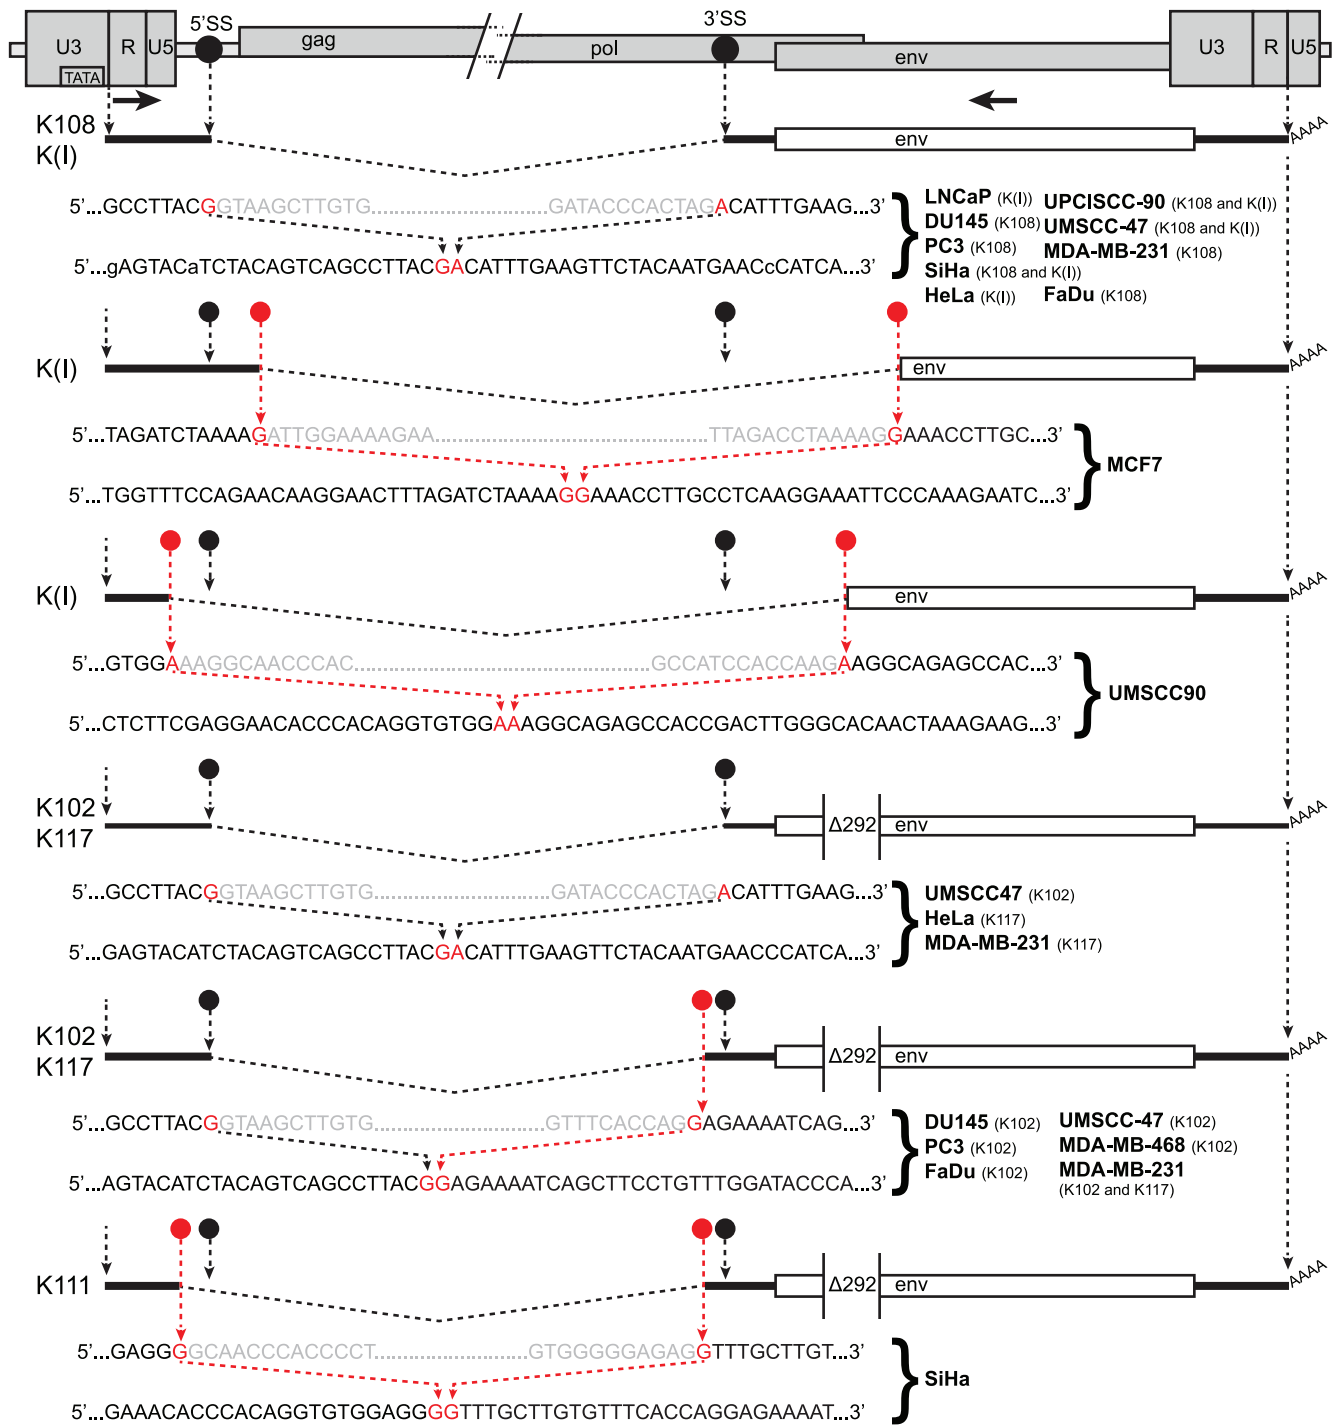 5'SS 3'SS
U3 R U5 gag pol env U3 R U5
TATA
K108
K(I)
env
AAAA
5'...GCCTTACGGTAAGCTTGTG......................................GATACCCACTAGACATTTGAAG...3'
5'...gAGTACaTCTACAGTCAGCCTTACGACATTTGAAGTTCTACAATGAACcCATCA...3'
LNCaP (K(I)) UPCISCC-90 (K108 and K(I))
DU145 (K108) UMSCC-47 (K108 and K(I))
PC3 (K108) MDA-MB-231 (K108)
SiHa (K108 and K(I))
HeLa (K(I)) FaDu (K108)
K(I)
env
AAAA
5'...TAGATCTAAAAGATTGGAAAAGAA............................................................TTAGACCTAAAAGGAAACCTTGC...3'
5'...TGGTTTCCAGAACAAGGAACTTTAGATCTAAAAGGAAACCTTGCCTCAAGGAAATTCCCAAAGAATC...3'
MCF7
K(I)
env
AAAA
5'...GTGGAAAGGCAACCCAC................................................................GCCATCCACCAAGAAGGCAGAGCCAC...3'
5'...CTCTTCGAGGAACACCCACAGGTGTGGAAAGGCAGAGCCACCGACTTGGGCACAACTAAAGAAG...3'
UMSCC90
K102
K117
Δ292 env
AAAA
5'...GCCTTACGGTAAGCTTGTG......................................GATACCCACTAGACATTTGAAG...3'
5'...GAGTACATCTACAGTCAGCCTTACGACATTTGAAGTTCTACAATGAACCCATCA...3'
UMSCC47 (K102)
HeLa (K117)
MDA-MB-231 (K117)
K102
K117
Δ292 env
AAAA
5'...GCCTTACGGTAAGCTTGTG.....................................GTTTCACCAGGAGAAAATCAG...3'
5'...AGTACATCTACAGTCAGCCTTACGGAGAAAATCAGCTTCCTGTTTGGATACCCA...3'
DU145 (K102) UMSCC-47 (K102)
PC3 (K102) MDA-MB-468 (K102)
FaDu (K102) MDA-MB-231
(K102 and K117)
K111
Δ292 env
AAAA
5'...GAGGGGCAACCCACCCCT.................................GTGGGGGAGAGGTTTGCTTGT...3'
5'...GAAACACCCACAGGTGTGGAGGGGTTTGCTTGTGTTTCACCAGGAGAAAAT...3'
SiHa